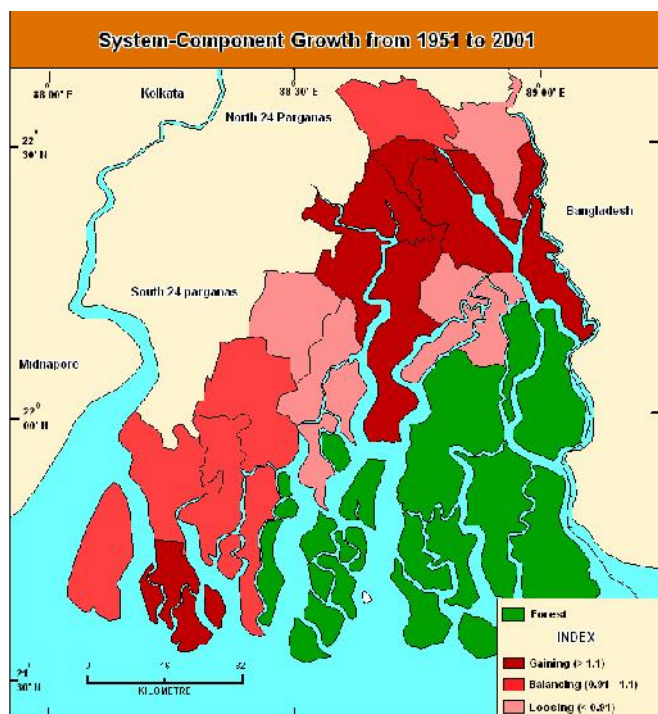 System-Component Growth from 1951 to 2001
88° 00' E
Kolkata
88° 30' E
89° 00' E
North 24 Parganas
22°
30' N
Bangladesh
South 24 parganas
Midnapore
22°
00' N
Forest
INDEX
Gaining (> 1.1)
Balancing (0.91 - 1.1)
Loosing (< 0.91)
0 16 32
KILOMETRE
21°
30' N